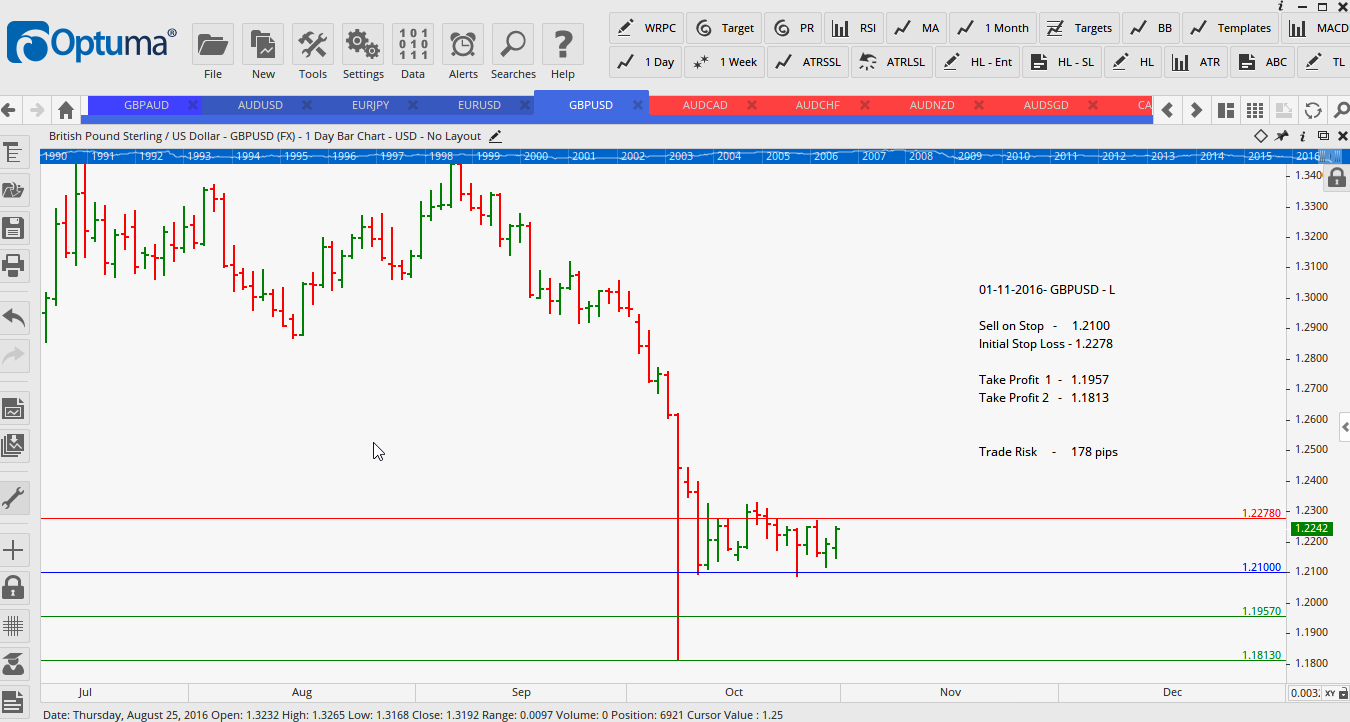 Optuma®
File
New
Tools
Settings
Data
Alerts
Searches
Help
WRPC
Target
PR
RSI
MA
1 Month
Targets
BB
Templates
MACD
1 Day
1 Week
ATRSSL
ATRLSL
HL - Ent
HL - SL
HL
ATR
ABC
TL
GBPAUD
AUDUSD
EURJPY
EURUSD
GBPUSD
AUDCAD
AUDCHF
AUDNZD
AUDSGD
CA
British Pound Sterling / US Dollar - GBPUSD (FX) - 1 Day Bar Chart - USD - No Layout
1990 1991 1992 1993 1994 1995 1996 1997 1998 1999 2000 2001 2002 2003 2004 2005 2006 2007 2008 2009 2010 2011 2012 2013 2014 2015 2016
1.3400
1.3300
1.3200
1.3100
1.3000
1.2900
1.2800
1.2700
1.2600
1.2500
1.2400
1.2300
1.2242
1.2200
1.2100
1.2000
1.1900
1.1800
01-11-2016- GBPUSD - L
Sell on Stop - 1.2100
Initial Stop Loss - 1.2278
Take Profit 1 - 1.1957
Take Profit 2 - 1.1813
Trade Risk - 178 pips
1.22780
1.21000
1.19570
1.18130
Jul Aug Sep Oct Nov Dec
0.0032 XY
Date: Thursday, August 25, 2016 Open: 1.3232 High: 1.3265 Low: 1.3168 Close: 1.3192 Range: 0.0097 Volume: 0 Position: 6921 Cursor Value : 1.25